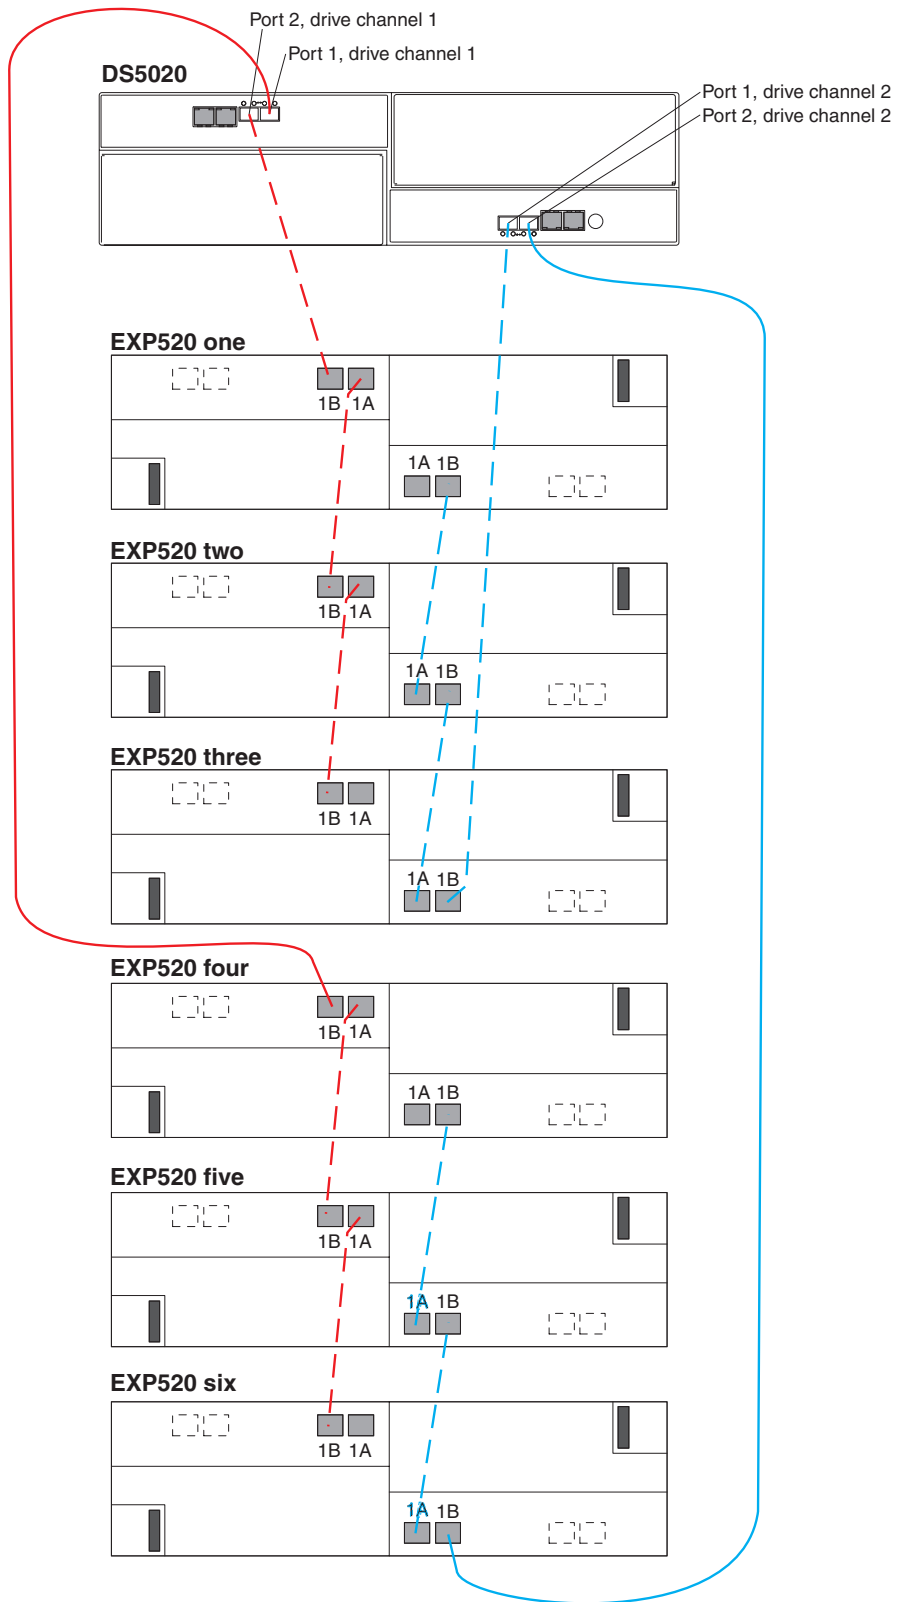 Port 2, drive channel 1
Port 1, drive channel 1
DS5020
Port 1, drive channel 2
Port 2, drive channel 2
EXP520 one
1B 1A
1A 1B
EXP520 two
1B 1A
1A 1B
EXP520 three
1B 1A
1A 1B
EXP520 four
1B 1A
1A 1B
EXP520 five
1B 1A
1A 1B
EXP520 six
1B 1A
1A 1B